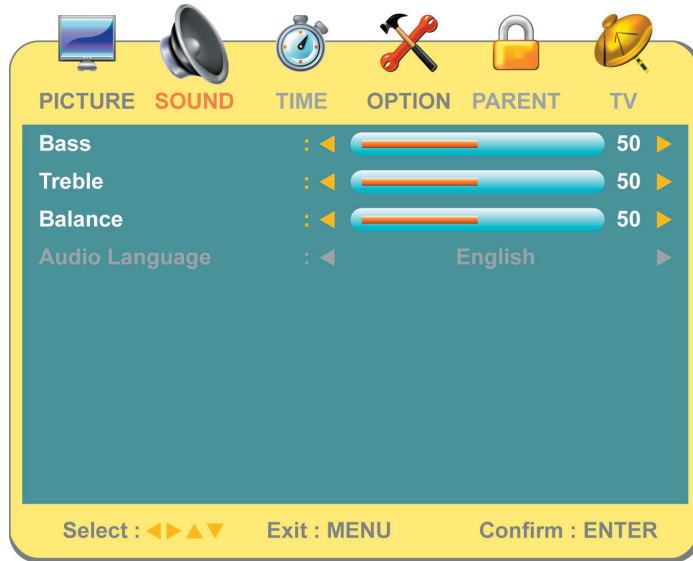 PICTURE SOUND TIME OPTION PARENT TV
Bass : 50
Treble : 50
Balance : 50
Audio Language : English
Select : Exit : MENU Confirm : ENTER